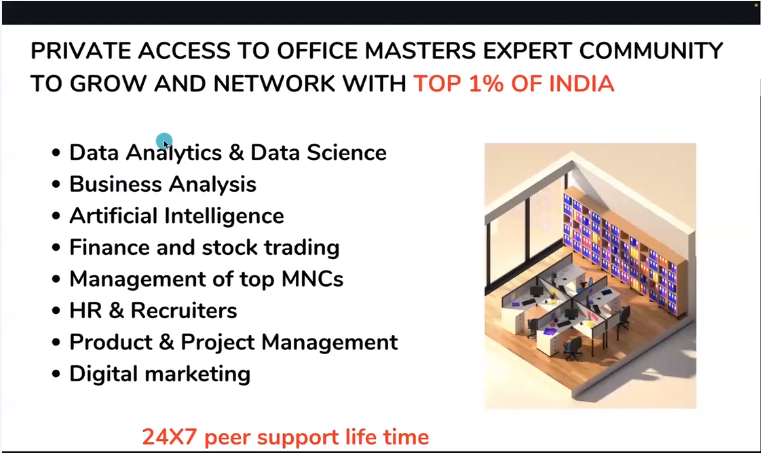 PRIVATE ACCESS TO OFFICE MASTERS EXPERT COMMUNITY
TO GROW AND NETWORK WITH TOP 1% OF INDIA
• Data Analytics & Data Science
• Business Analysis
• Artificial Intelligence
• Finance and stock trading
• Management of top MNCs
• HR & Recruiters
• Product & Project Management
• Digital marketing
24X7 peer support life time